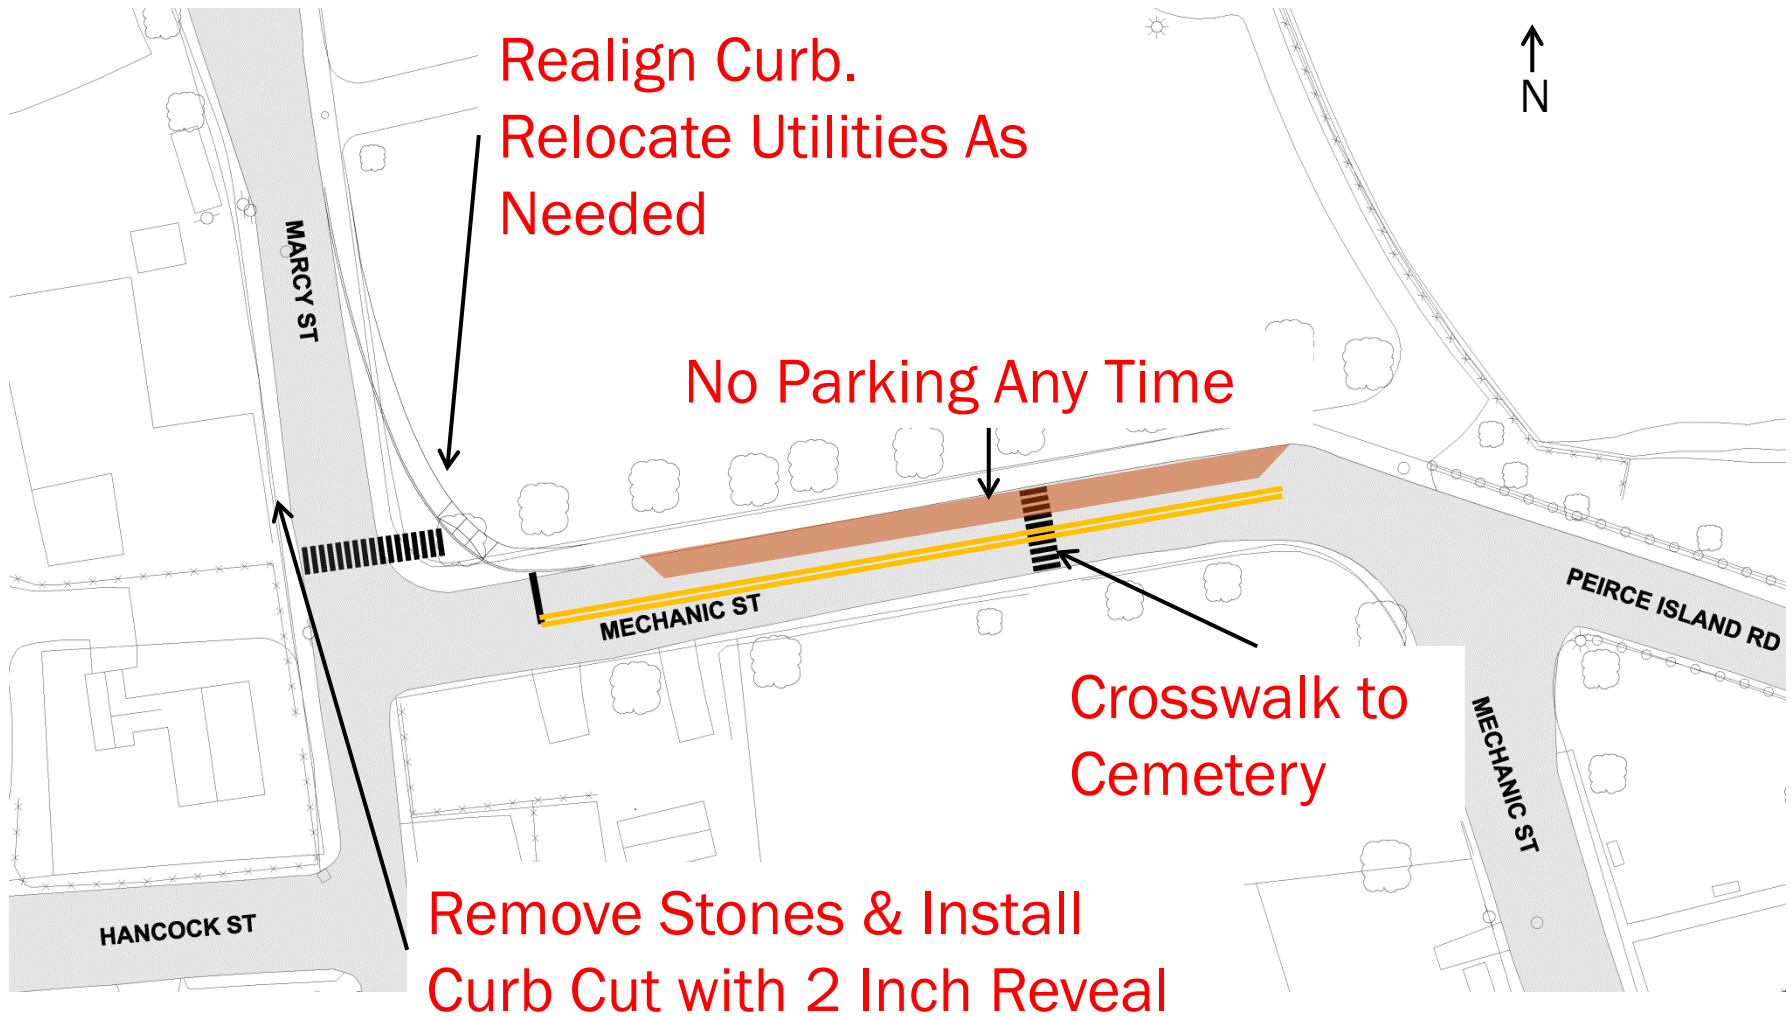 Realign Curb.
Relocate Utilities As
Needed
N
MARCY ST
No Parking Any Time
MECHANIC ST
PEIRCE ISLAND RD
Crosswalk to
Cemetery
MECHANIC ST
HANCOCK ST
Remove Stones & Install
Curb Cut with 2 Inch Reveal